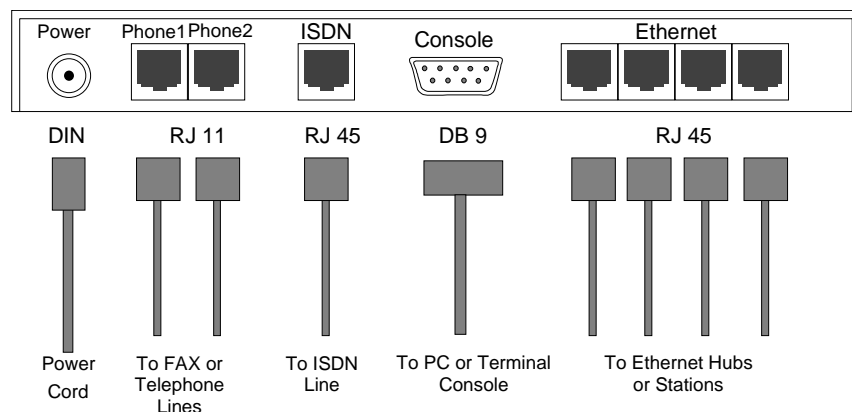 Power Phone1 Phone2 ISDN Console Ethernet
DIN RJ 11 RJ 45 DB 9 RJ 45
Power
Cord
To FAX or
Telephone
Lines
To ISDN
Line
To PC or Terminal
Console
To Ethernet Hubs
or Stations